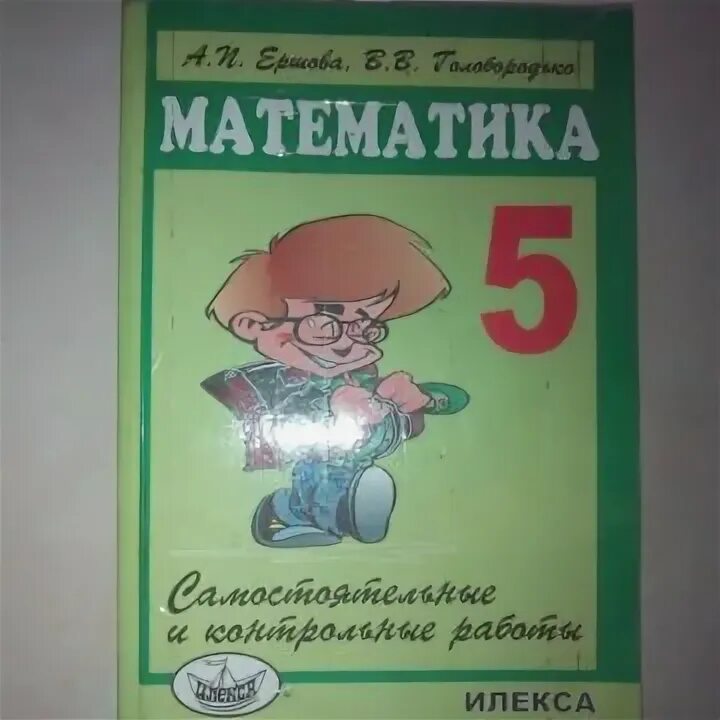 А.П. Ершова, В.В. Голобородько
МАТЕМАТИКА
5
Самостоятельные
и контрольные работы
ИЛЕКСА
ИЛЕКСА